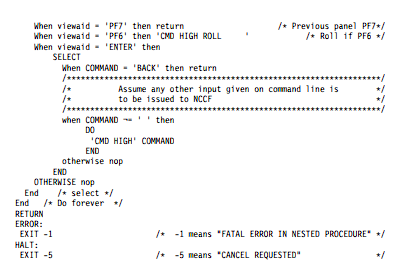 When viewaid = 'PF7' then return /* Previous panel PF7*/
When viewaid = 'PF6' then 'CMD HIGH ROLL ' /* Roll if PF6 */
When viewaid = 'ENTER' then
SELECT
When COMMAND = 'BACK' then return
/******************************************************************/
/* Assume any other input given on command line is */
/* to be issued to NCCF */
/******************************************************************/
when COMMAND ¬= ' ' then
DO
'CMD HIGH' COMMAND
END
otherwise nop
END
OTHERWISE nop
End /* select */
End /* Do forever */
RETURN
ERROR:
EXIT -1 /* -1 means "FATAL ERROR IN NESTED PROCEDURE" */
HALT:
EXIT -5 /* -5 means "CANCEL REQUESTED" */